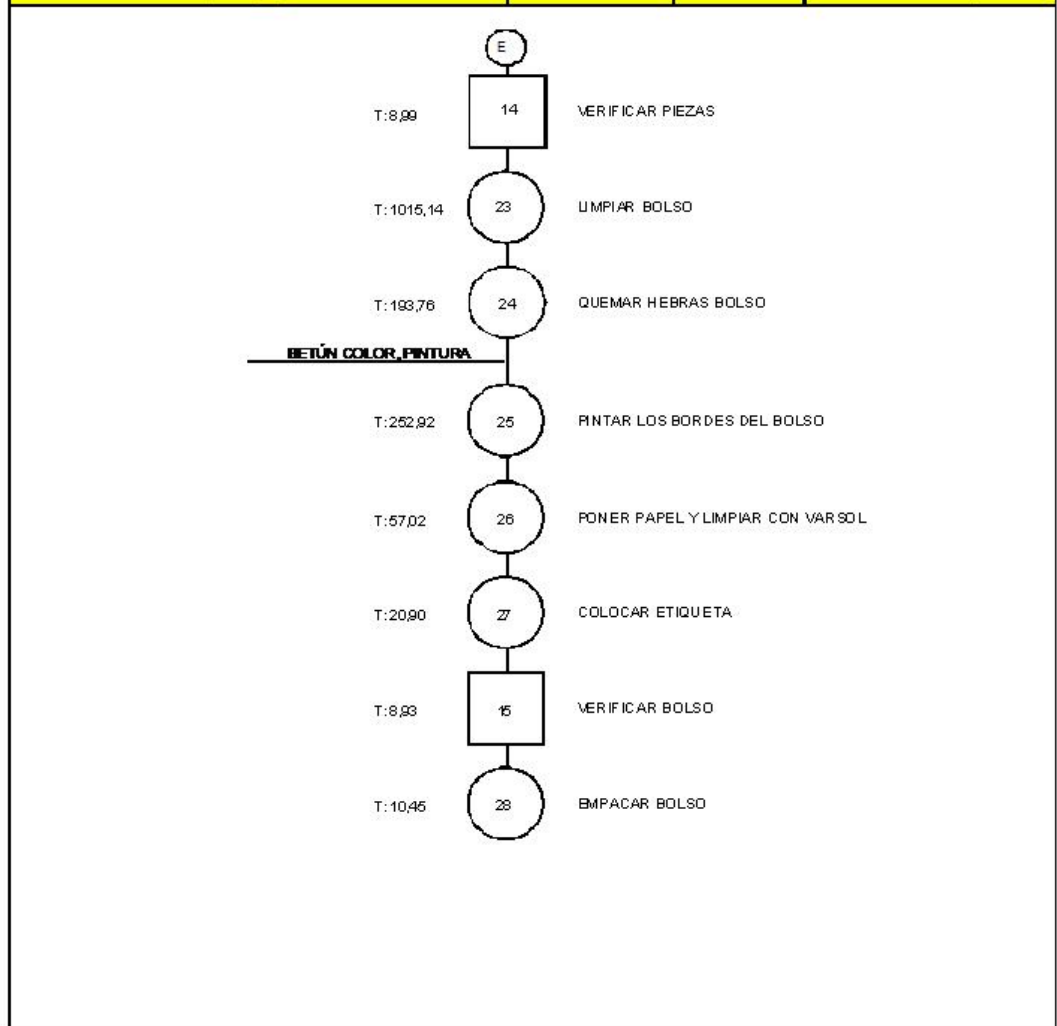 E
T:8,99 14 VERIFICAR PIEZAS
T:1015,14 23 LIMPIAR BOLSO
T:193,76 24 QUEMAR HEBRAS BOLSO
BETÚN COLOR, PINTURA
T:252,92 25 PINTAR LOS BORDES DEL BOLSO
T:57,02 26 PONER PAPEL Y LIMPIAR CON VARSOL
T:20,90 27 COLOCAR ETIQUETA
T:8,93 15 VERIFICAR BOLSO
T:10,45 28 EMPACAR BOLSO